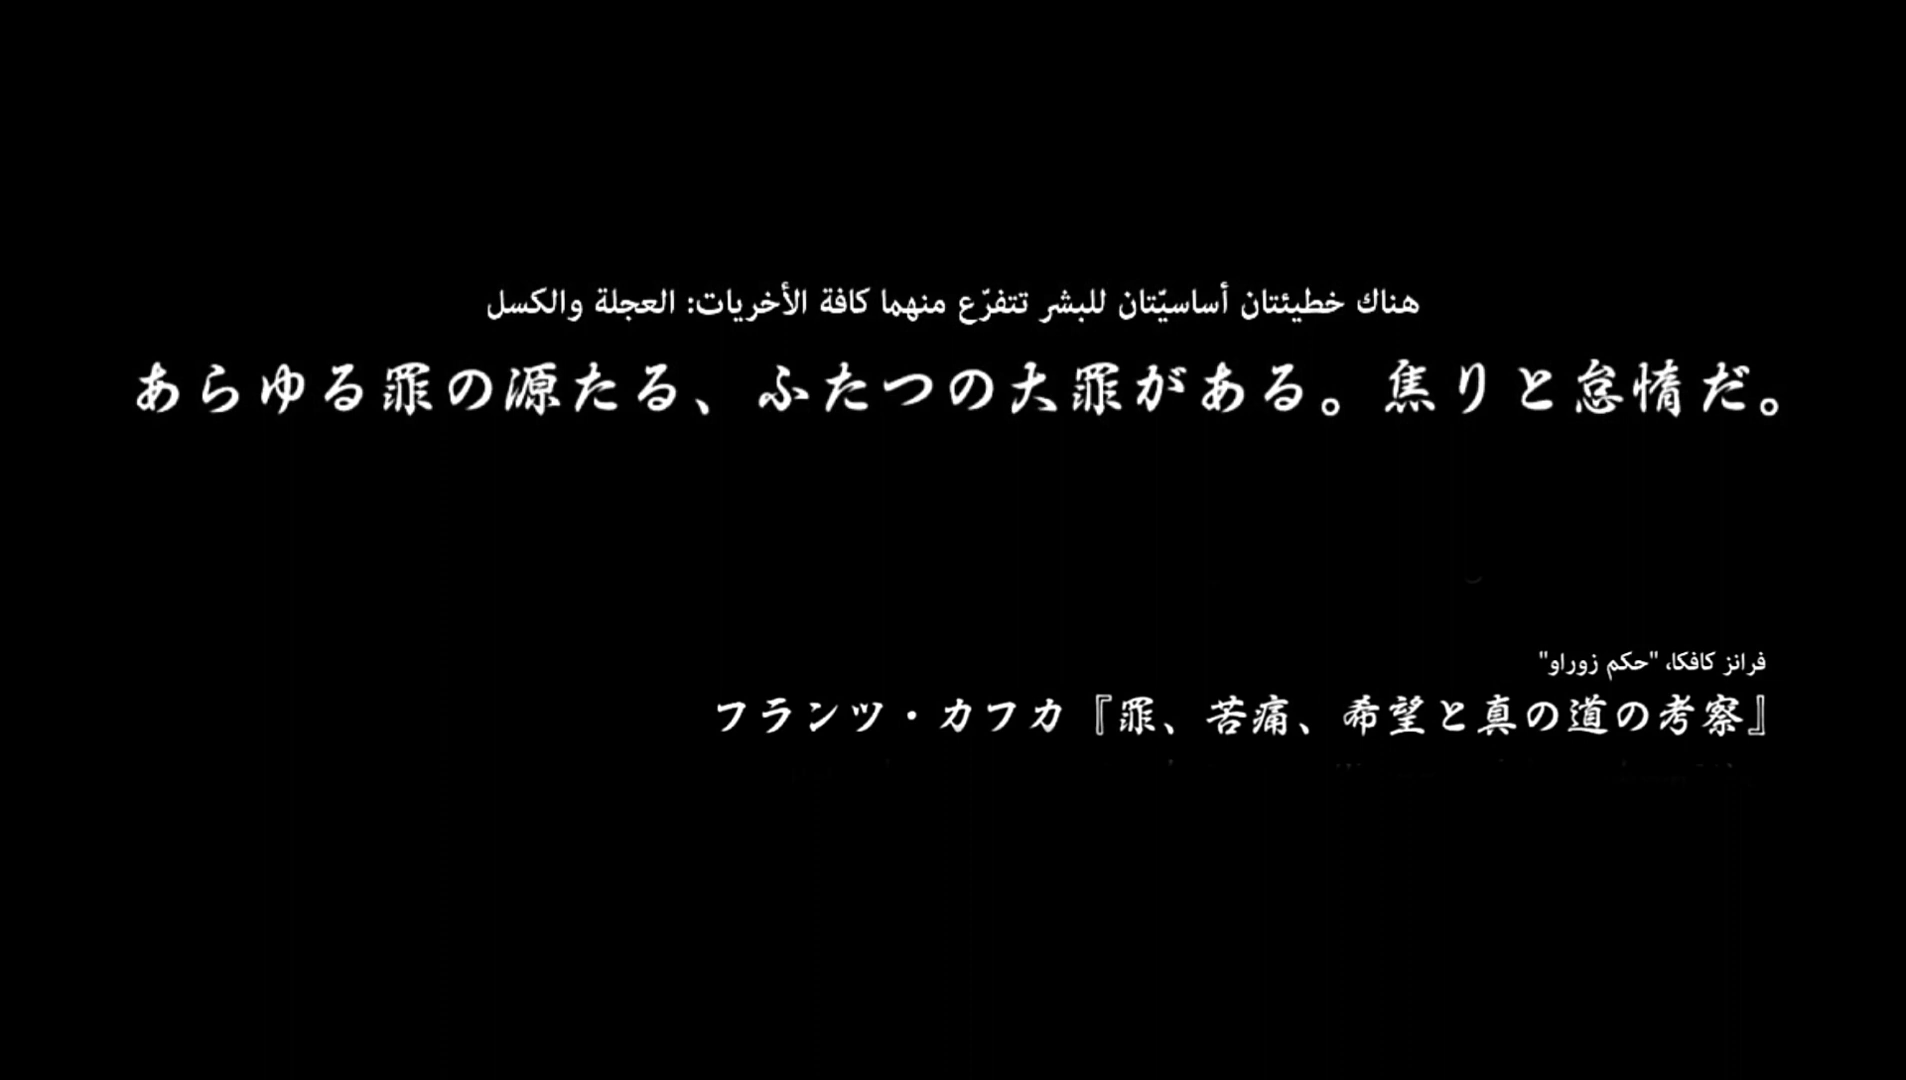 هناك خطيئتان أساسيّتان للبشر تتفرّع منهما كافة الأخريات: العجلة والكسل
あらゆる罪の源たる、ふたつの大罪がある。焦りと怠惰だ。
فرانز كافكا، "حكم زوراو"
フランツ・カフカ『罪、苦痛、希望と真の道の考察』